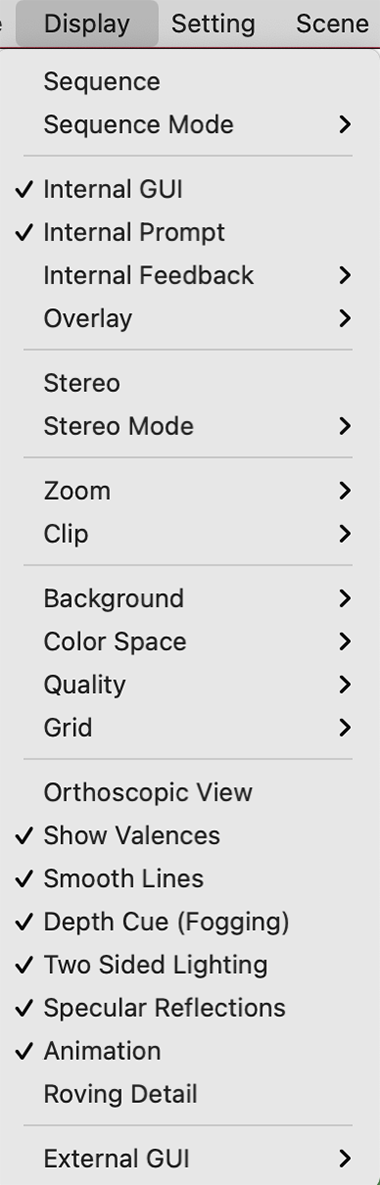 Display Setting Scene
Sequence
Sequence Mode
Internal GUI
Internal Prompt
Internal Feedback
Overlay
Stereo
Stereo Mode
Zoom
Clip
Background
Color Space
Quality
Grid
Orthoscopic View
Show Valences
Smooth Lines
Depth Cue (Fogging)
Two Sided Lighting
Specular Reflections
Animation
Roving Detail
External GUI